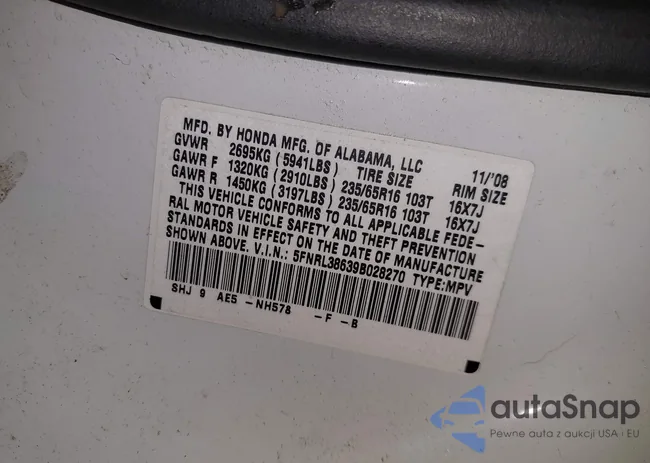 MFD. BY HONDA MFG. OF ALABAMA, LLC 11/'08
GVWR 2695KG (5941LBS) TIRE SIZE RIM SIZE
GAWR F 1320KG (2910LBS) 235/65R16 103T 16X7J
GAWR R 1450KG (3197LBS) 235/65R16 103T 16X7J
THIS VEHICLE CONFORMS TO ALL APPLICABLE FEDE-
RAL MOTOR VEHICLE SAFETY AND THEFT PREVENTION
STANDARDS IN EFFECT ON THE DATE OF MANUFACTURE
SHOWN ABOVE. V.I.N.: 5FNRL38639B028270 TYPE:MPV
SHJ 9 AE5 -NH578 -F -B
autaSnap
Pewne auta z aukcji USA i EU